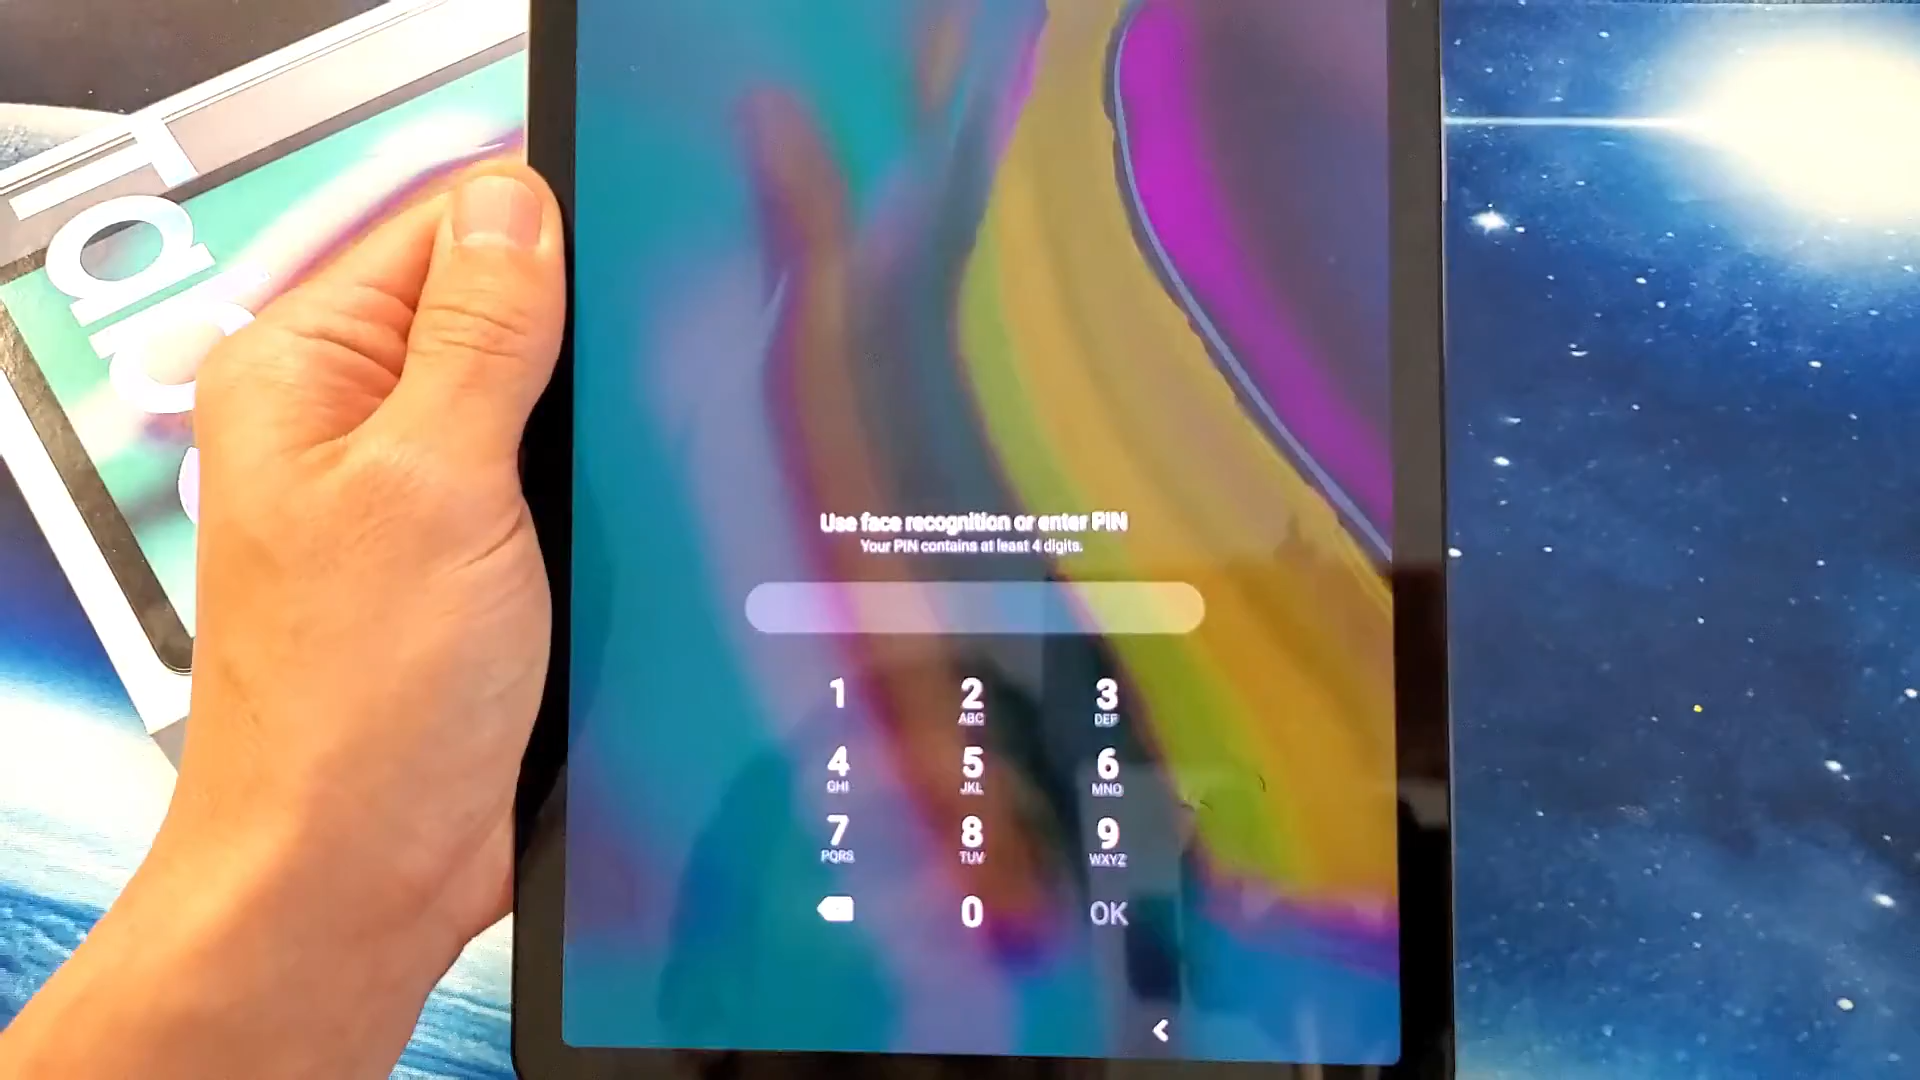 Tab S
Use face recognition or enter PIN
Your PIN contains at least 4 digits.
1
2
ABC
3
DEF
4
GHI
5
JKL
6
MNO
7
PQRS
8
TUV
9
WXYZ
0
OK